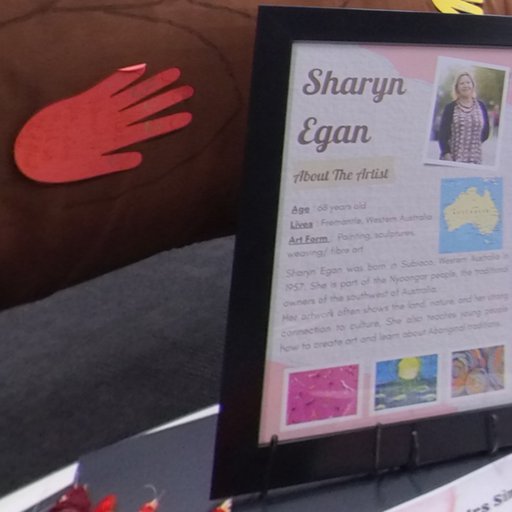 Sharyn
Egan
About The Artist
Age : 68 years old
Lives : Fremantle, Western Australia
Art Form : Painting, sculptures,
weaving/ fibre art
Sharyn Egan was born in Subiaco, Western Australia in
1957. She is part of the Nyoongar people, the traditional
owners of the southwest of Australia.
Her artwork often shows the land, nature, and her strong
connection to culture. She also teaches young people
how to create art and learn about Aboriginal traditions.